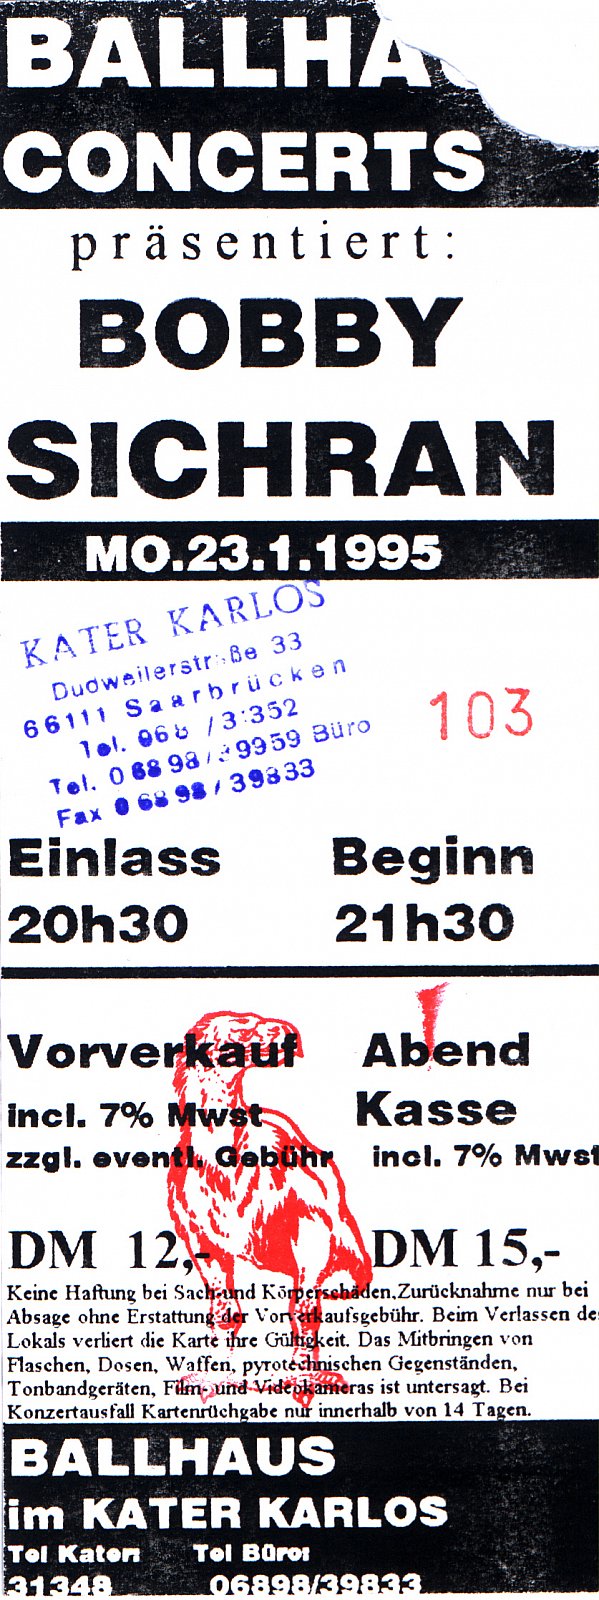 BALLHA
CONCERTS
präsentiert:
BOBBY
SICHRAN
MO.23.1.1995
KATER KARLOS
Dudweilerstraße 33
66111 Saarbrücken
Tel.
Tel. 06898/39959 Büro
Fax 06898/39833
103
Einlass Beginn
20h30 21h30
Vorverkauf Abend
incl. 7% Mwst Kasse
zzgl. eventl. Gebühr incl. 7% Mwst
DM 12,- DM 15,-
Keine Haftung bei Sach-und Körperschäden,Zurücknahme nur bei
Absage ohne Erstattung der Vorverkaufsgebühr. Beim Verlassen de
Lokals verliert die Karte ihre Gültigkeit. Das Mitbringen von
Flaschen, Dosen, Waffen, pyrotechnischen Gegenständen,
Tonbandgeräten, Film- und Videokameras ist untersagt. Bei
Konzertausfall Kartenrüchgabe nur innerhalb von 14 Tagen.
BALLHAUS
im KATER KARLOS
Tel Kater: Tel Büro:
31348 06898/39833